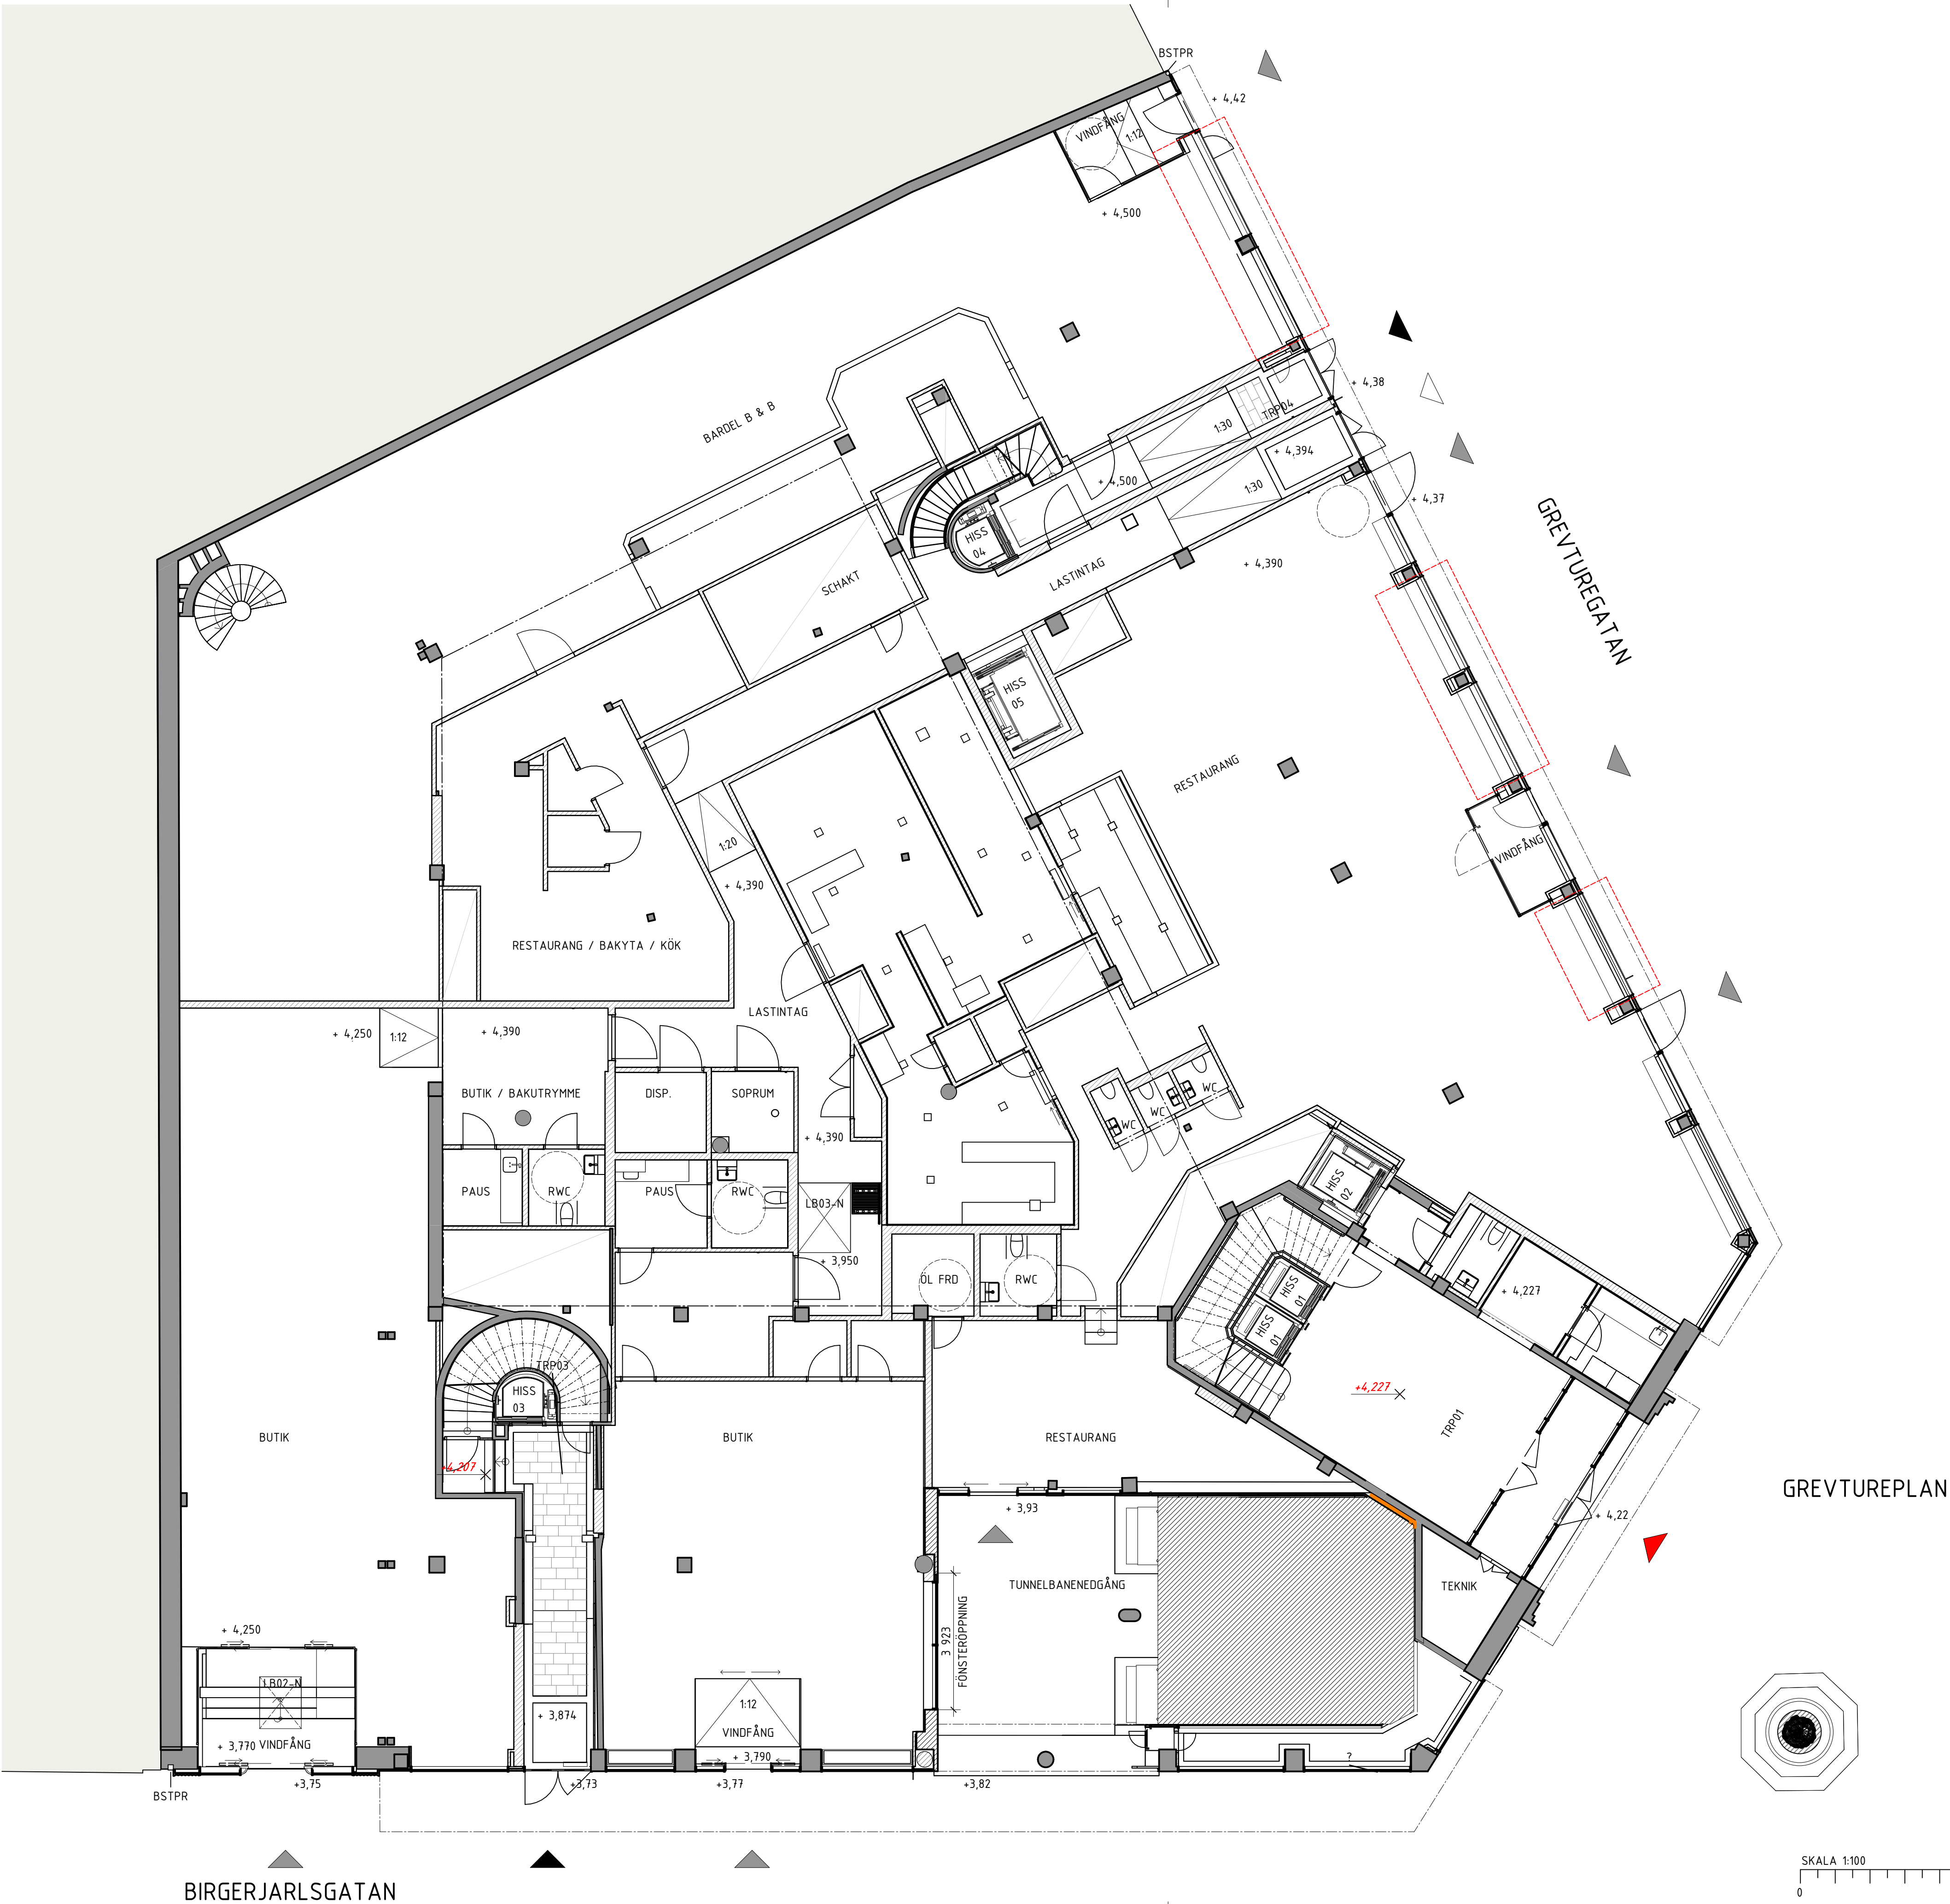 BSTPR
+ 4,42
VINDFÅNG
1:12
+ 4,500
+ 4,38
BARDEL B & B
TRP04
1:30
+ 4,394
+ 4,500
1:30
+ 4,37
GREVTUREGATAN
HISS
04
LASTINTAG
+ 4,390
SCHAKT
HISS
05
RESTAURANG
1:20
VINDFÅNG
+ 4,390
RESTAURANG / BAKYTA / KÖK
LASTINTAG
+ 4,250
1:12
+ 4,390
BUTIK / BAKUTRYMME
DISP.
SOPRUM
WC
WC
WC
+ 4,390
PAUS
RWC
PAUS
RWC
LB03-N
HISS
02
+ 3,950
ÖL FRD
RWC
HISS
01
HISS
01
+ 4,227
TRP03
HISS
03
+4,227
TRP01
BUTIK
BUTIK
RESTAURANG
+4,207
GREVTUREPLAN
+ 3,93
+ 4,22
TUNNELBANENEDGÅNG
TEKNIK
3 923
FÖNSTERÖPPNING
+ 4,250
LB02-N
1:12
+ 3,874
VINDFÅNG
+ 3,770
VINDFÅNG
+ 3,790
?
+3,75
+3,73
+3,77
+3,82
BSTPR
SKALA 1:100
0
BIRGERJARLSGATAN